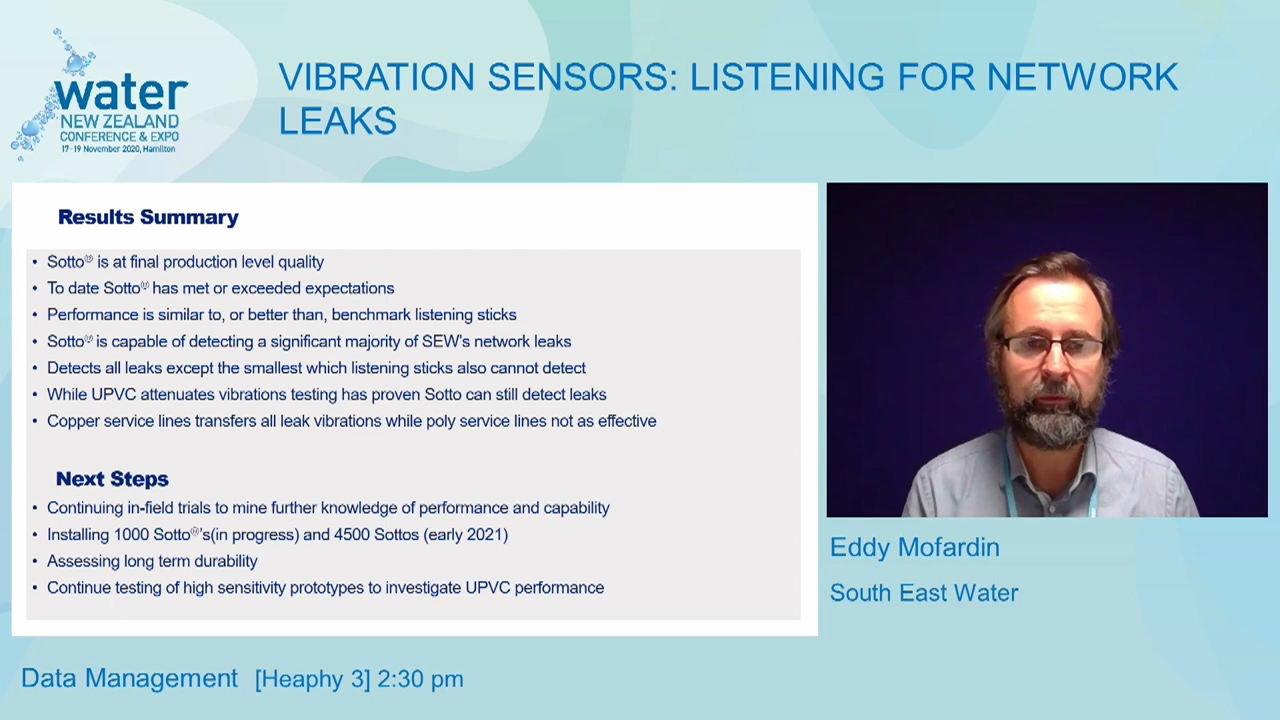 water
NEW ZEALAND
CONFERENCE & EXPO
17-19 November 2020, Hamilton
VIBRATION SENSORS: LISTENING FOR NETWORK
LEAKS
Results Summary
• Sotto® is at final production level quality
• To date Sotto® has met or exceeded expectations
• Performance is similar to, or better than, benchmark listening sticks
• Sotto® is capable of detecting a significant majority of SEW's network leaks
• Detects all leaks except the smallest which listening sticks also cannot detect
• While UPVC attenuates vibrations testing has proven Sotto can still detect leaks
• Copper service lines transfers all leak vibrations while poly service lines not as effective
Next Steps
• Continuing in-field trials to mine further knowledge of performance and capability
• Installing 1000 Sotto®'s(in progress) and 4500 Sottos (early 2021)
• Assessing long term durability
• Continue testing of high sensitivity prototypes to investigate UPVC performance
Eddy Mofardin
South East Water
Data Management [Heaphy 3] 2:30 pm